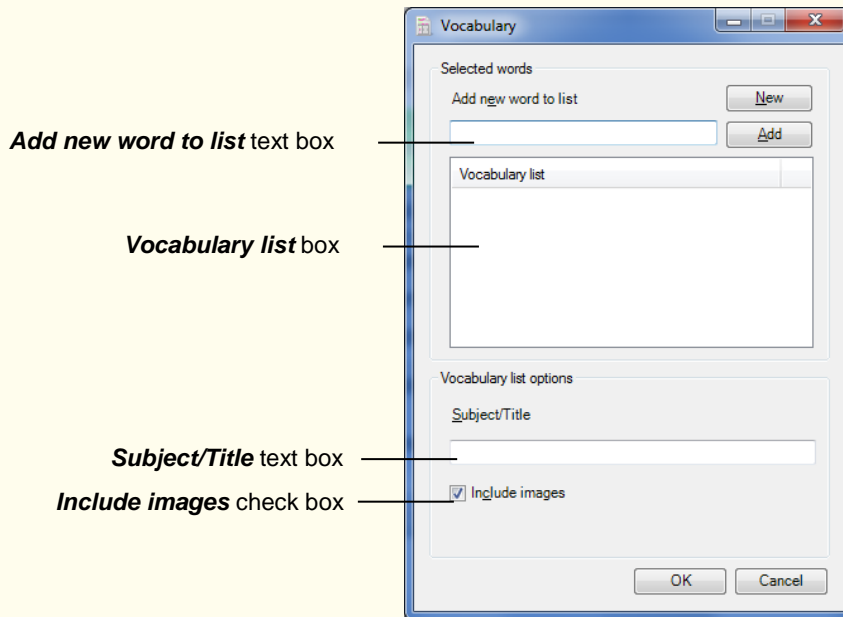 Vocabulary
Selected words
Add new word to list
New
Add new word to list text box
Add
Vocabulary list
Vocabulary list box
Vocabulary list options
Subject/Title
Subject/Title text box
Include images check box
Include images
OK
Cancel